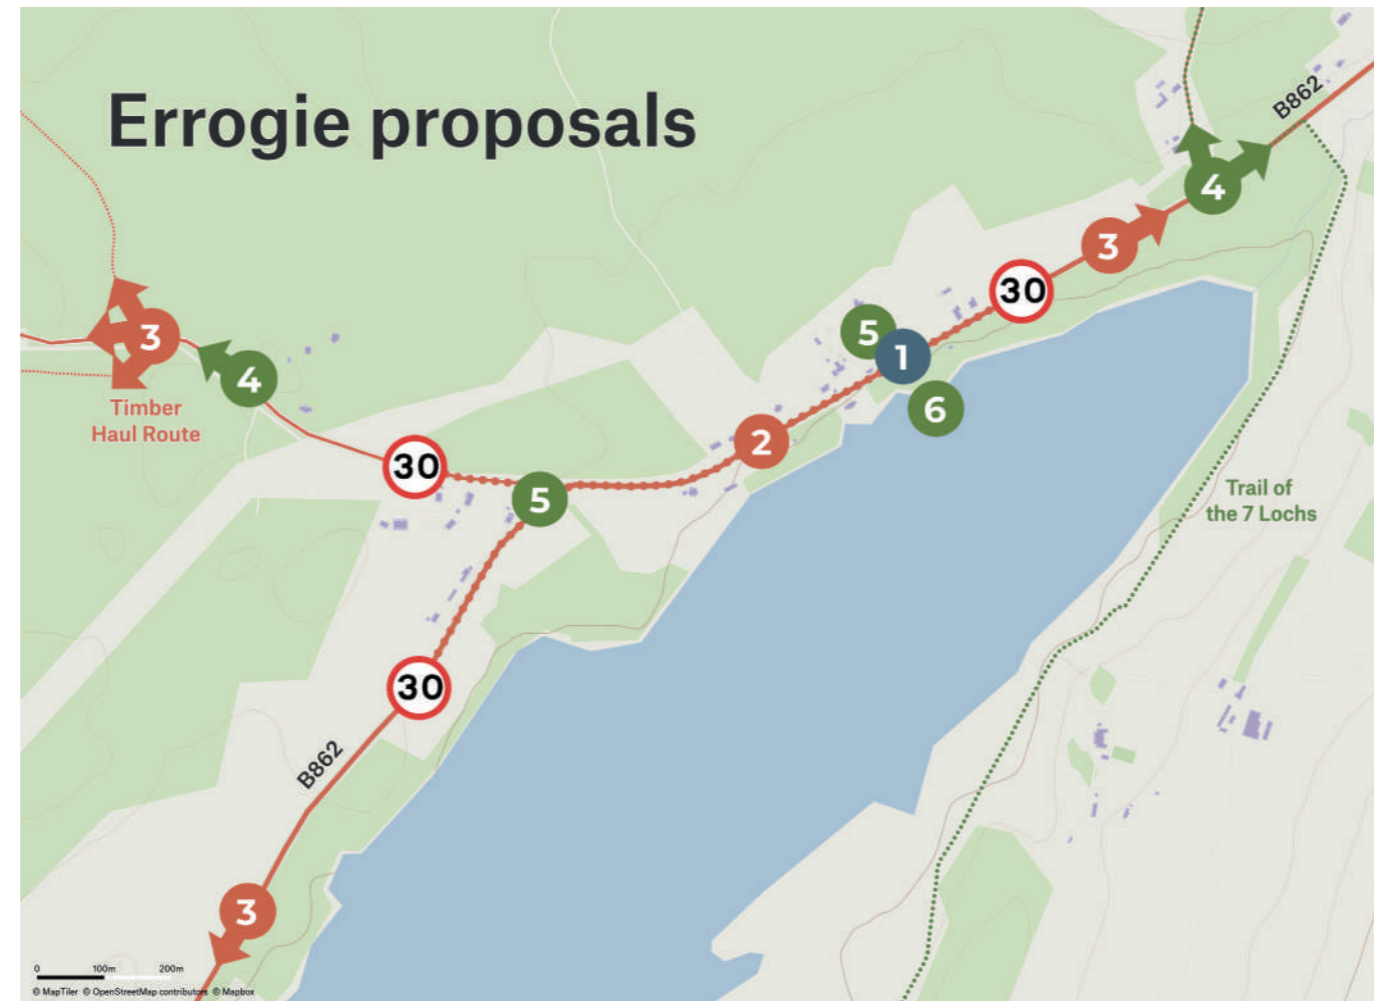 Errogie proposals
B862
4
3
30
5
1
3
4
6
Timber
Haul Route
2
30
5
Trail of
the 7 Lochs
30
B862
3
0 100m 200m
© MapTiler © OpenStreetMap contributors © Mapbox